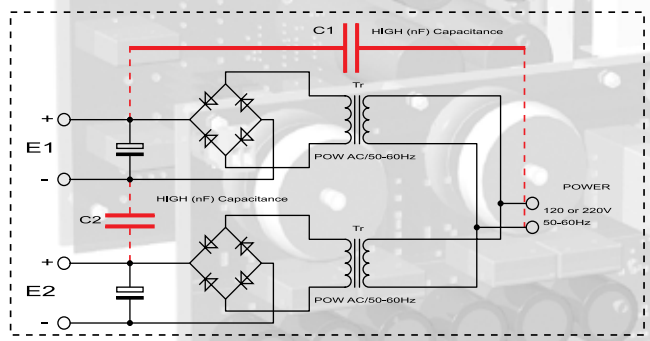 C1
HIGH (nF) Capacitance
Tr
+
E1
-
POW AC/50-60Hz
HIGH (nF) Capacitance
POWER
120 or 220V
50-60Hz
C2
Tr
+
E2
-
POW AC/50-60Hz